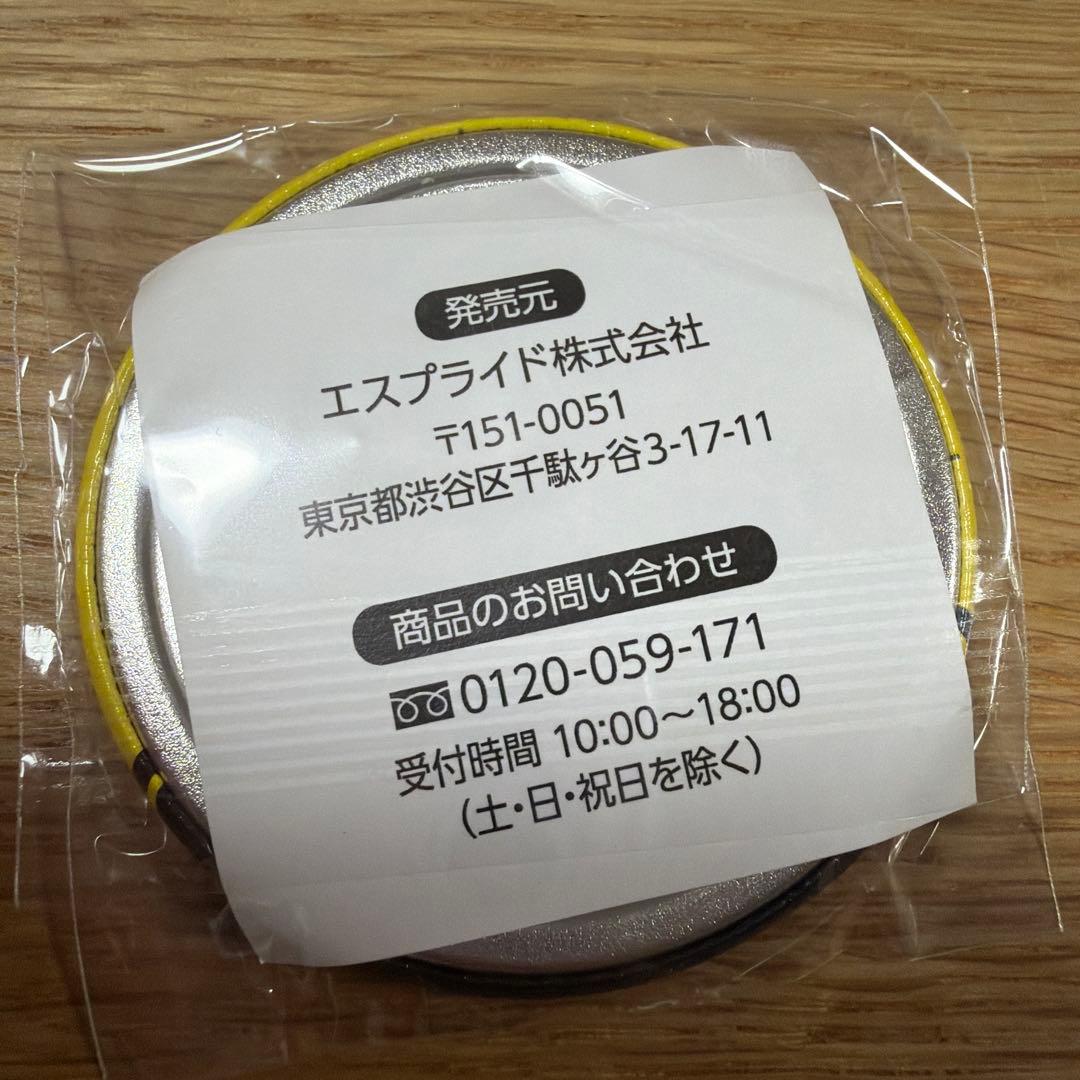 発売元
エスプライド株式会社
〒151-0051
東京都渋谷区千駄ヶ谷3-17-11
商品のお問い合わせ
0120-059-171
受付時間 10:00〜18:00
(土・日・祝日を除く)